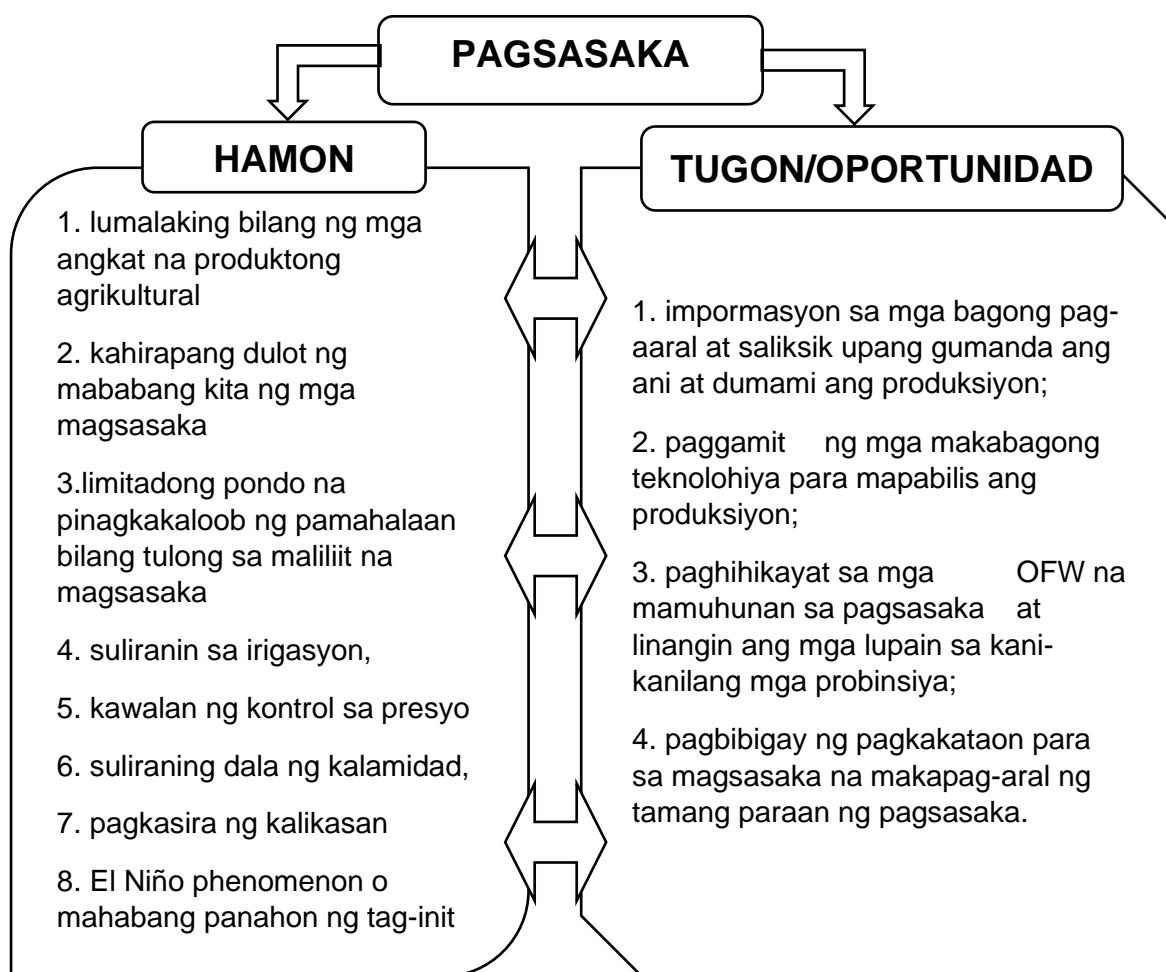 PAGSASAKA
HAMON
1. lumalaking bilang ng mga
angkat na produktong
agrikultural
2. kahirapang dulot ng
mababang kita ng mga
magsasaka
3.limitadong pondo na
pinagkakaloob ng pamahalaan
bilang tulong sa maliliit na
magsasaka
4. suliranin sa irigasyon,
5. kawalan ng kontrol sa presyo
6. suliraning dala ng kalamidad,
7. pagkasira ng kalikasan
8. El Niño phenomenon o
mahabang panahon ng tag-init
TUGON/OPORTUNIDAD
1. impormasyon sa mga bagong pag-
aaral at saliksik upang gumanda ang
ani at dumami ang produksiyon;
2. paggamit ng mga makabagong
teknolohiya para mapabilis ang
produksiyon;
3. paghihikayat sa mga OFW na
mamuhunan sa pagsasaka at
linangin ang mga lupain sa kani-
kanilang mga probinsiya;
4. pagbibigay ng pagkakataon para
sa magsasaka na makapag-aral ng
tamang paraan ng pagsasaka.